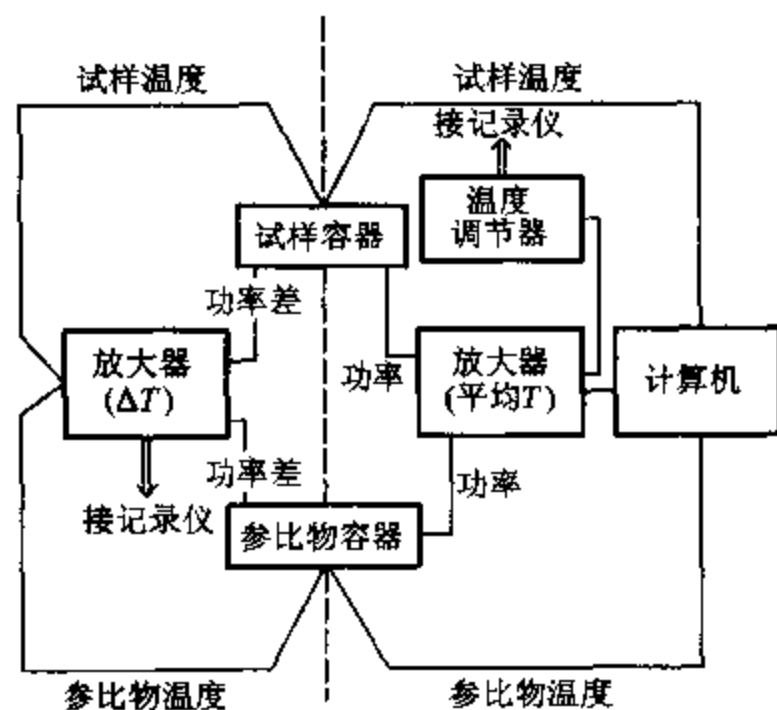 试样温度
试样温度
接记录仪
温度
调节器
试样容器
功率差
放大器
(ΔT)
功率
放大器
(平均T)
计算机
功率差
功率
接记录仪
参比物容器
参比物温度
参比物温度